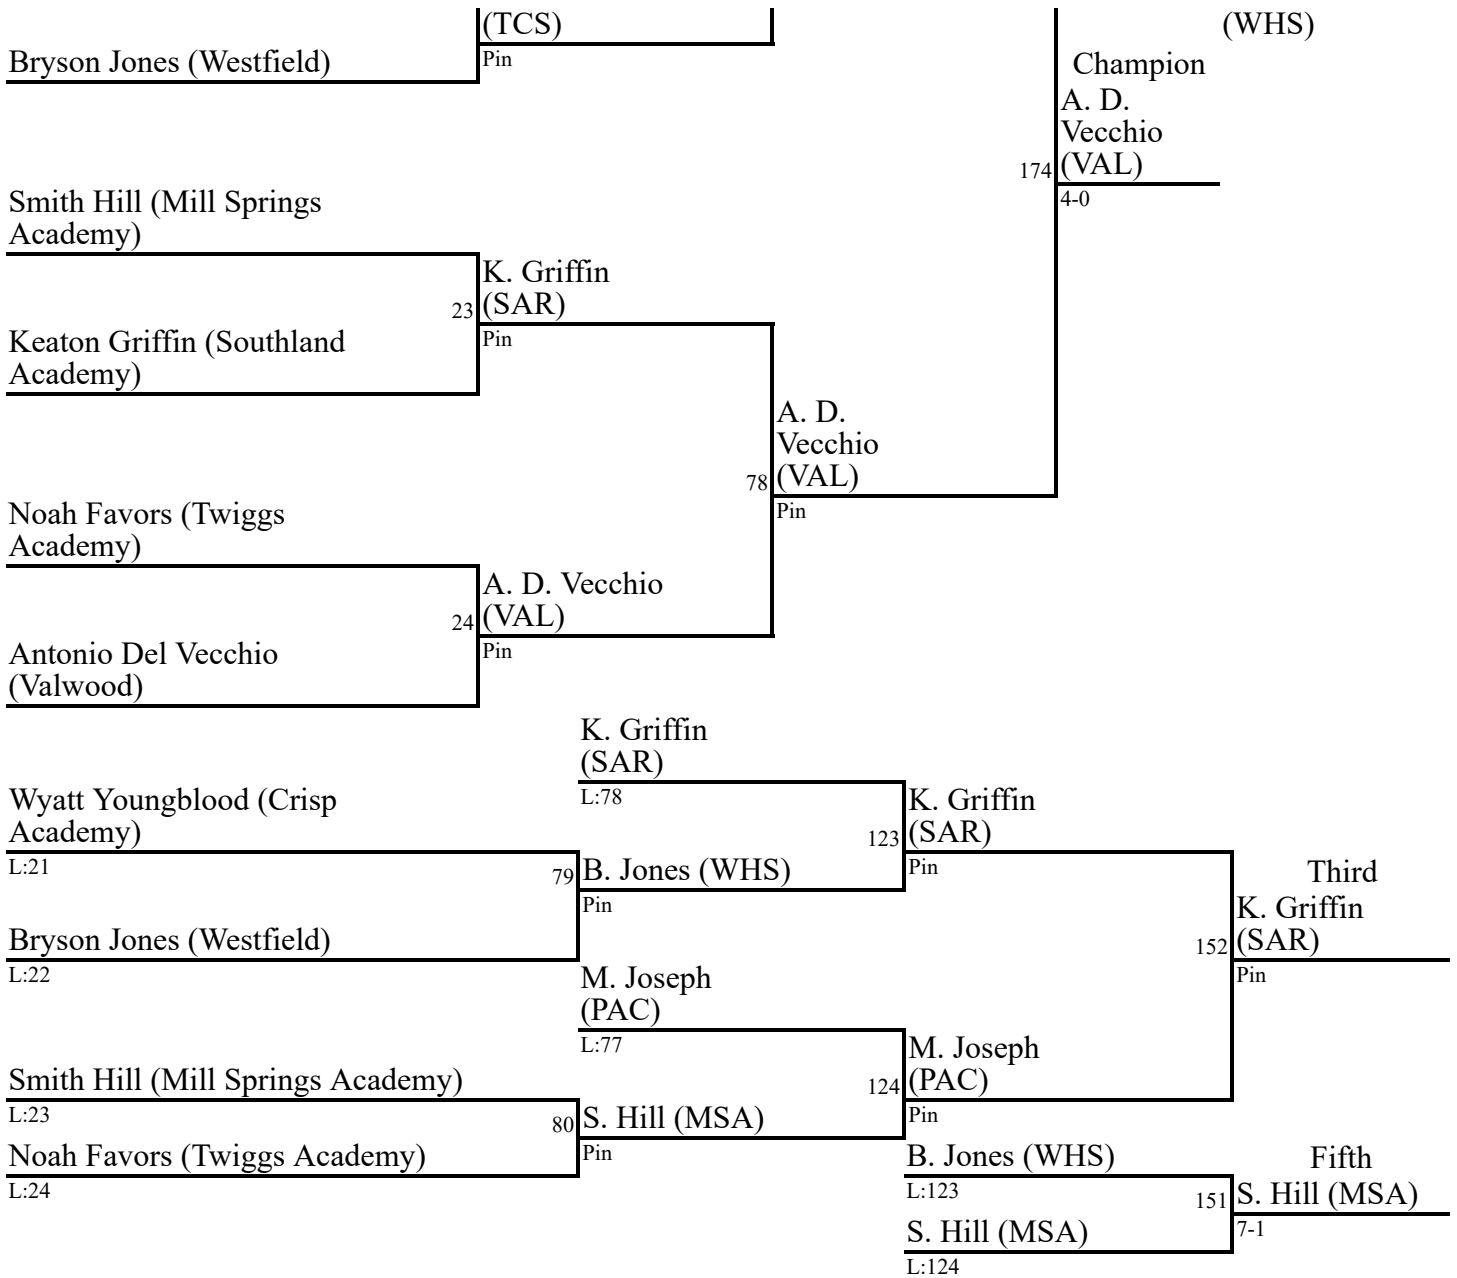 (TCS)
(WHS)
Bryson Jones (Westfield)
Pin
Champion
A. D.
Vecchio
174
(VAL)
4-0
Smith Hill (Mill Springs
Academy)
K. Griffin
23
(SAR)
Pin
Keaton Griffin (Southland
Academy)
A. D.
Vecchio
78
(VAL)
Pin
Noah Favors (Twiggs
Academy)
A. D. Vecchio
24
(VAL)
Pin
Antonio Del Vecchio
(Valwood)
K. Griffin
(SAR)
L:78
Wyatt Youngblood (Crisp
Academy)
L:21
K. Griffin
123
(SAR)
Pin
79
B. Jones (WHS)
Pin
Third
K. Griffin
152
(SAR)
Pin
Bryson Jones (Westfield)
L:22
M. Joseph
(PAC)
L:77
M. Joseph
124
(PAC)
Pin
Smith Hill (Mill Springs Academy)
L:23
80
S. Hill (MSA)
Pin
Noah Favors (Twiggs Academy)
L:24
B. Jones (WHS)
L:123
Fifth
151
S. Hill (MSA)
7-1
S. Hill (MSA)
L:124